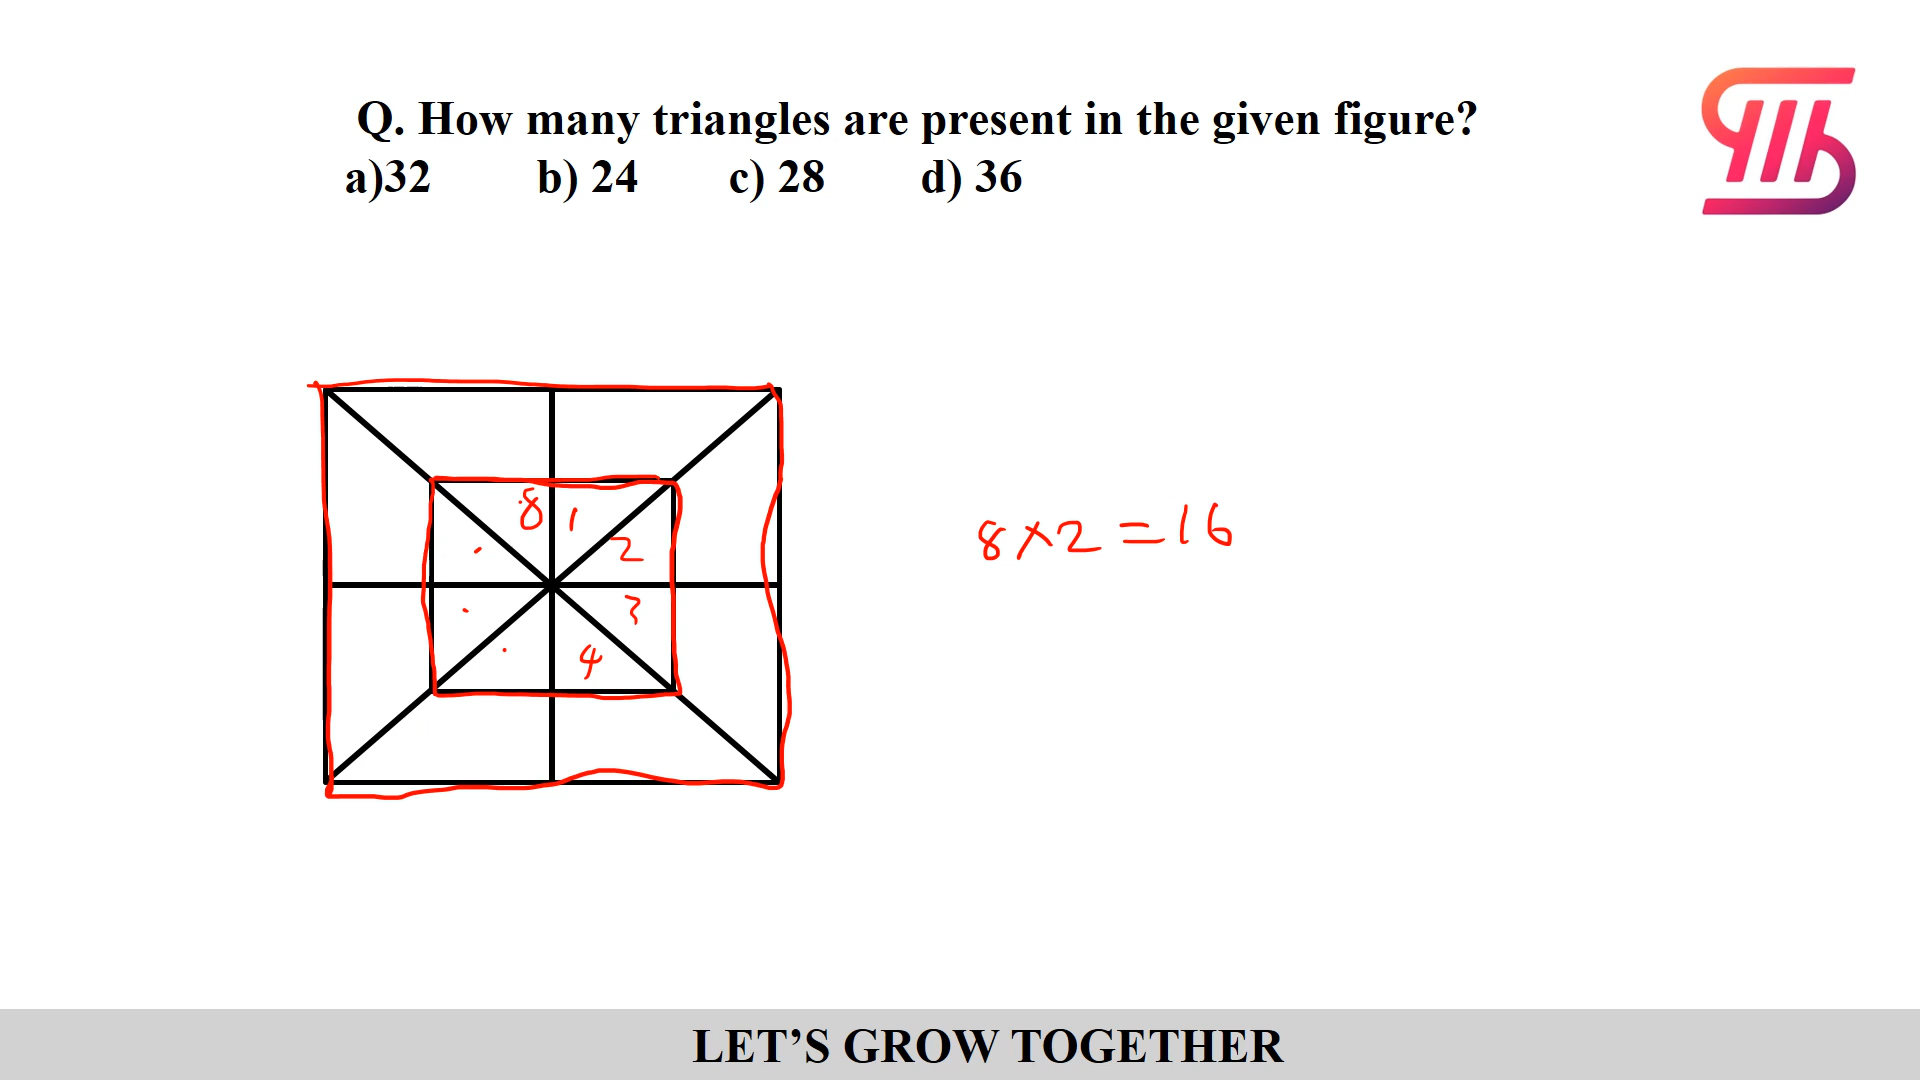 Q. How many triangles are present in the given figure?
a)32 b) 24 c) 28 d) 36
8 1
2
3
4
8×2=16
LET’S GROW TOGETHER